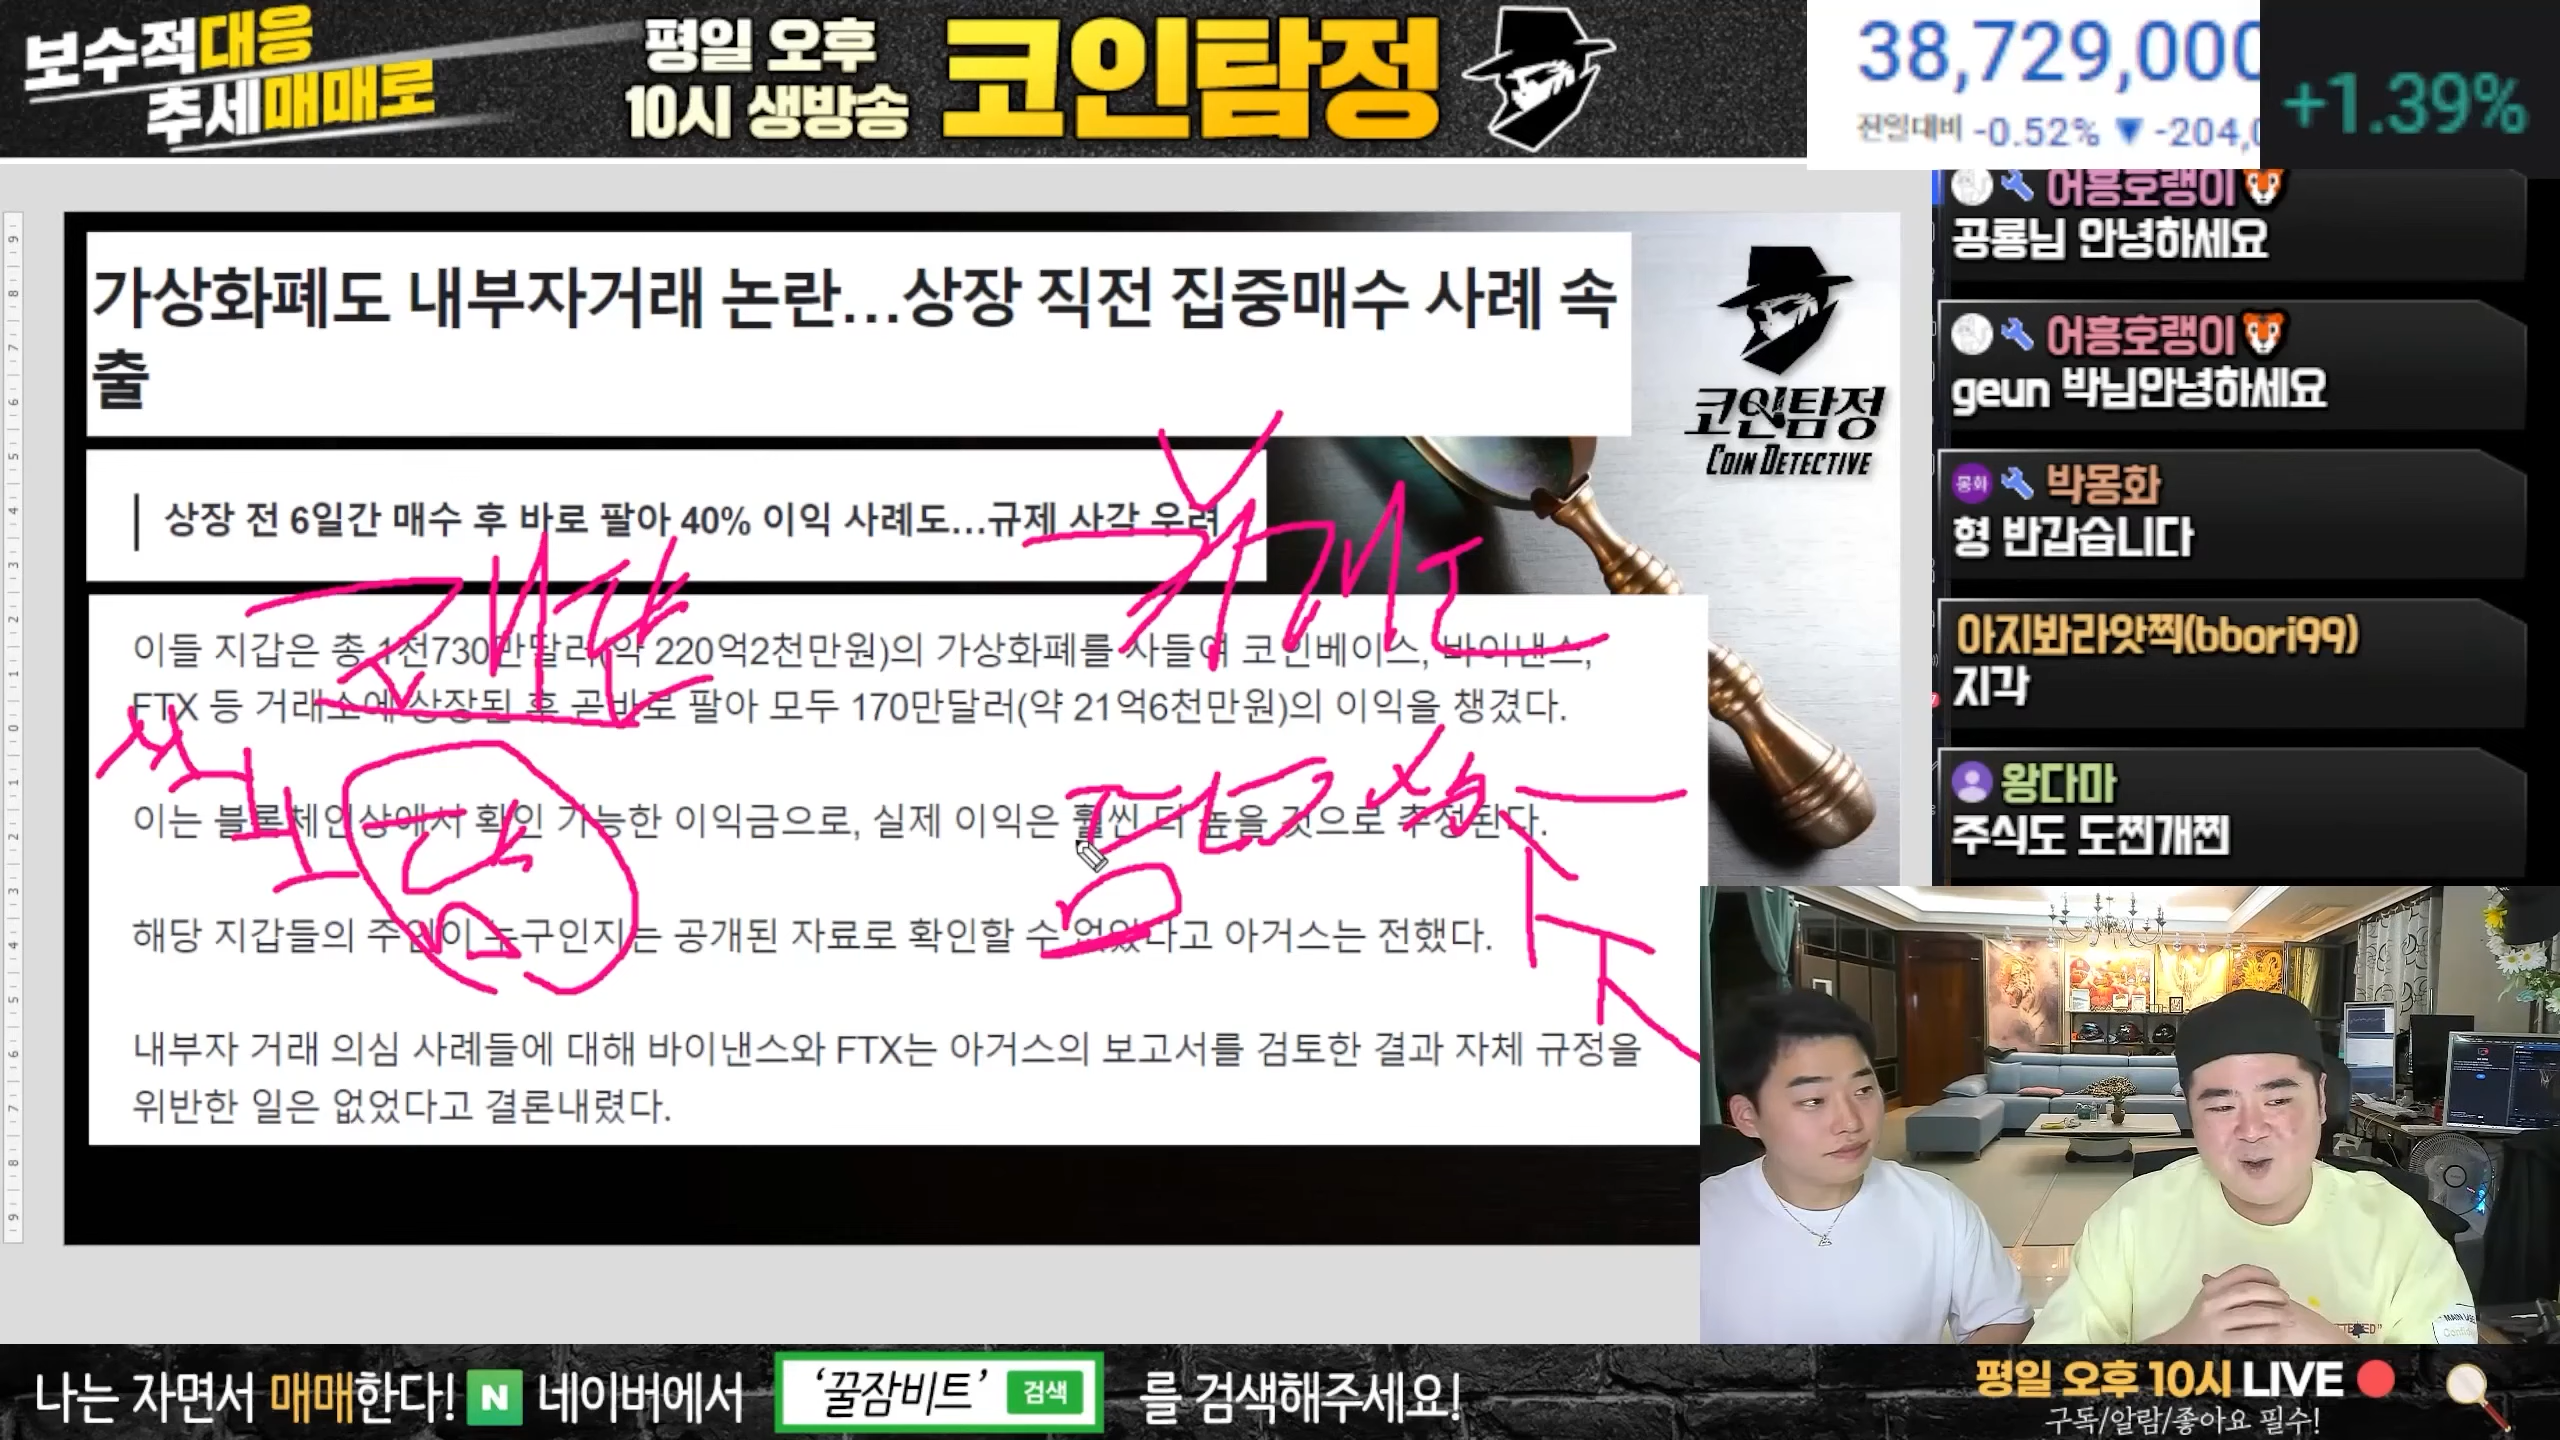 보수적대응
추세매매로
평일 오후
10시 생방송
코인탐정
38,729,000
전일대비 -0.52% ▼ -204,0
+1.39%
가상화폐도 내부자거래 논란...상장 직전 집중매수 사례 속
출
상장 전 6일간 매수 후 바로 팔아 40% 이익 사례도...규제 사각 우려
코인탐정
COIN DETECTIVE
이들 지갑은 총 1천730만달러(약 220억2천만원)의 가상화폐를 사들여 코인베이스, 바이낸스,
FTX 등 거래소에 상장된 후 곧바로 팔아 모두 170만달러(약 21억6천만원)의 이익을 챙겼다.
이는 블록체인상에서 확인 가능한 이익금으로, 실제 이익은 훨씬 더 높을 것으로 추정된다.
해당 지갑들의 주인이 누구인지는 공개된 자료로 확인할 수 없었다고 아거스는 전했다.
내부자 거래 의심 사례들에 대해 바이낸스와 FTX는 아거스의 보고서를 검토한 결과 자체 규정을
위반한 일은 없었다고 결론내렸다.
어흥호랭이🐯
공룡님 안녕하세요
어흥호랭이🐯
geun 박님안녕하세요
몽화 박몽화
형 반갑습니다
아지봐라앗찍(bbori99)
지각
왕다마
주식도 도찐개찐
나는 자면서 매매한다! N 네이버에서 '꿀잠비트' 검색 를 검색해주세요!
평일 오후 10시 LIVE
구독/알람/좋아요 필수!